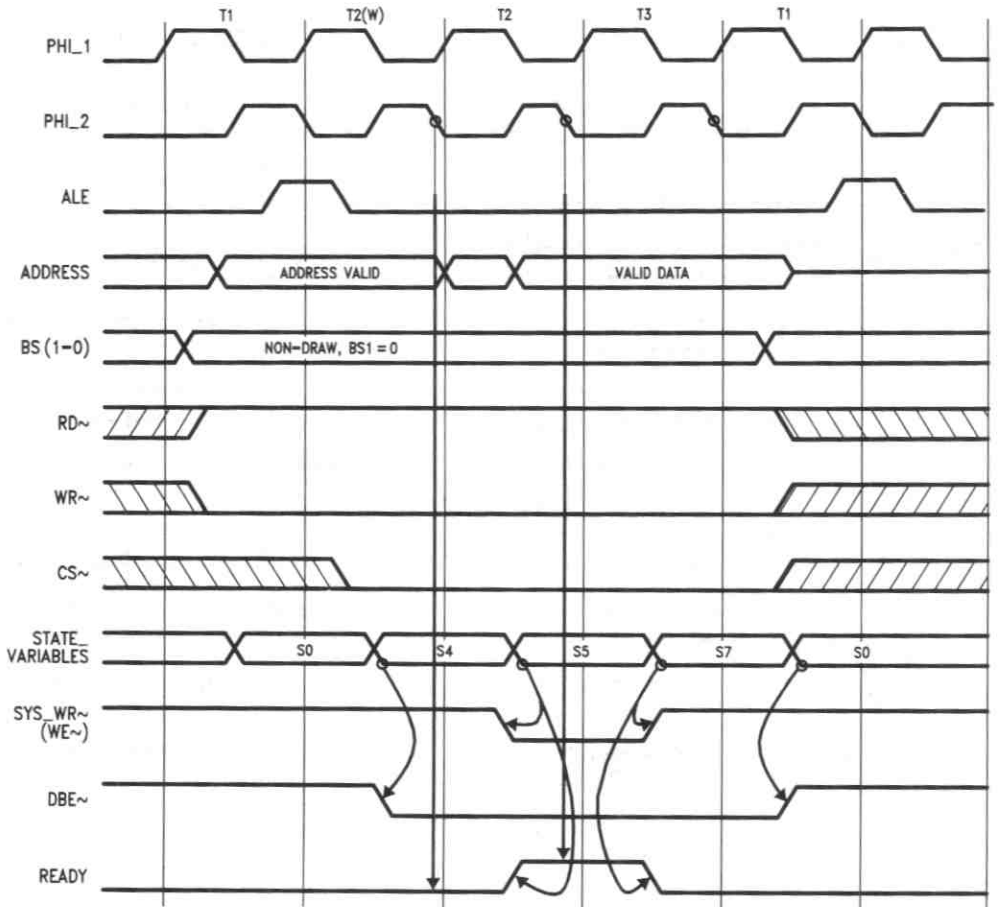 T1 T2(W) T2 T3 T1
PHI_1
PHI_2
ALE
ADDRESS ADDRESS VALID VALID DATA
BS (1-0) NON-DRAW, BS1 = 0
RD~
WR~
CS~
STATE_
VARIABLES S0 S4 S5 S7 S0
SYS_WR~
(WE~)
DBE~
READY